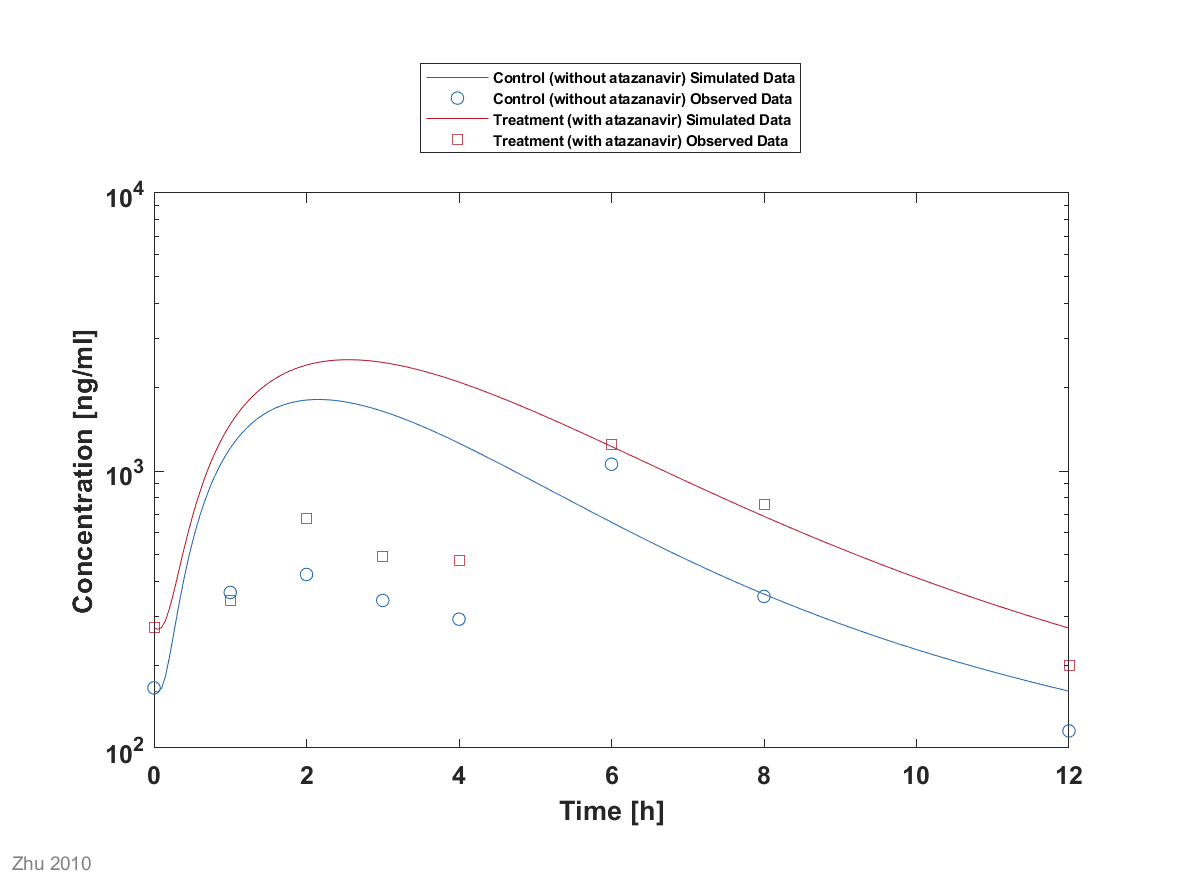 Control (without atazanavir) Simulated Data
Control (without atazanavir) Observed Data
Treatment (with atazanavir) Simulated Data
Treatment (with atazanavir) Observed Data
10^4
10^3
10^2
Concentration [ng/ml]
0 2 4 6 8 10 12
Time [h]
Zhu 2010